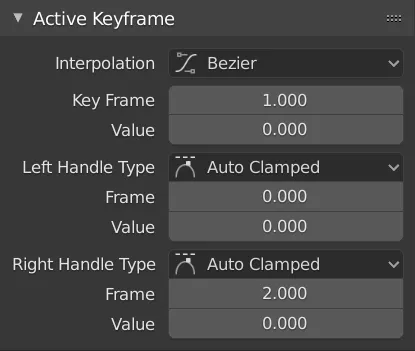 Active Keyframe
Interpolation Bezier
Key Frame 1.000
Value 0.000
Left Handle Type Auto Clamped
Frame 0.000
Value 0.000
Right Handle Type Auto Clamped
Frame 2.000
Value 0.000